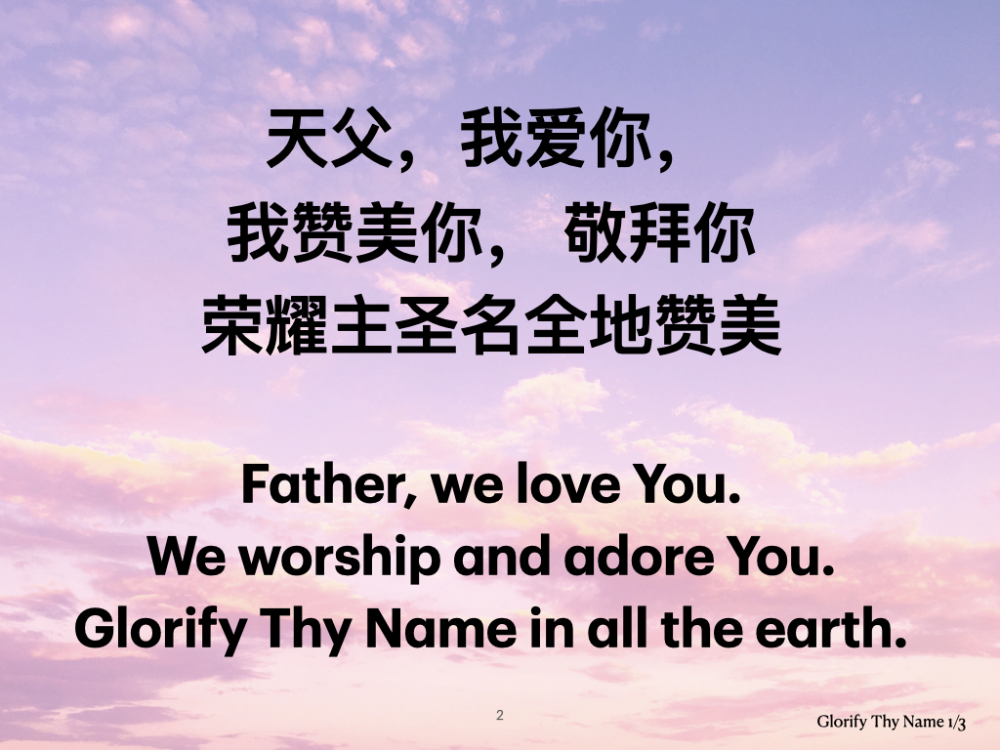 天父，我爱你，
我赞美你， 敬拜你
荣耀主圣名全地赞美
Father, we love You.
We worship and adore You.
Glorify Thy Name in all the earth.
2
Glorify Thy Name 1/3